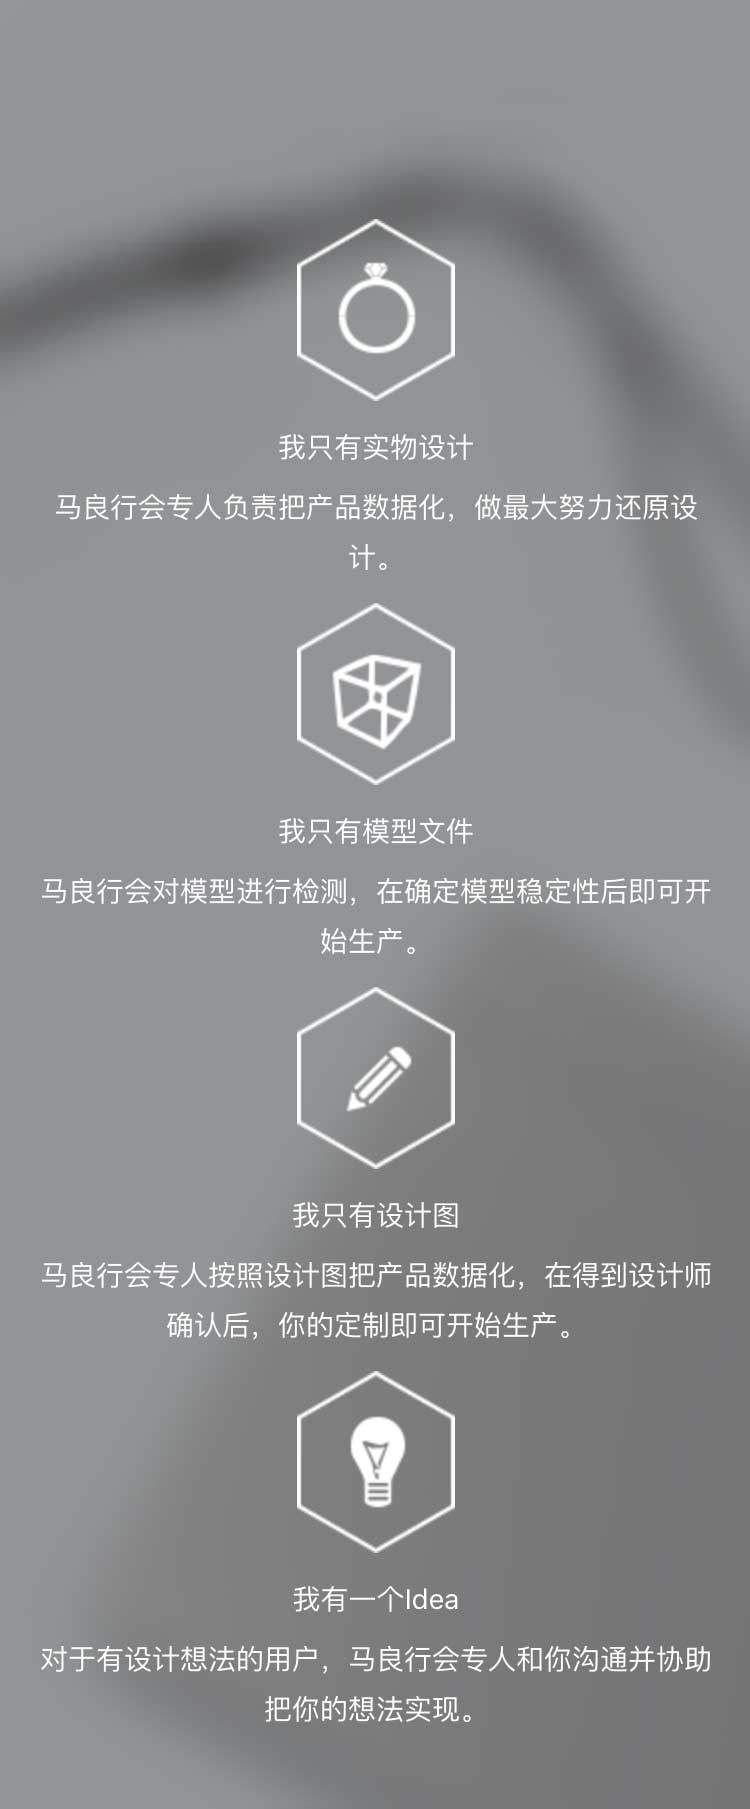 我只有实物设计
马良行会专人负责把产品数据化，做最大努力还原设
计。
我只有模型文件
马良行会对模型进行检测，在确定模型稳定性后即可开
始生产。
我只有设计图
马良行会专人按照设计图把产品数据化，在得到设计师
确认后，你的定制即可开始生产。
我有一个Idea
对于有设计想法的用户，马良行会专人和你沟通并协助
把你的想法实现。